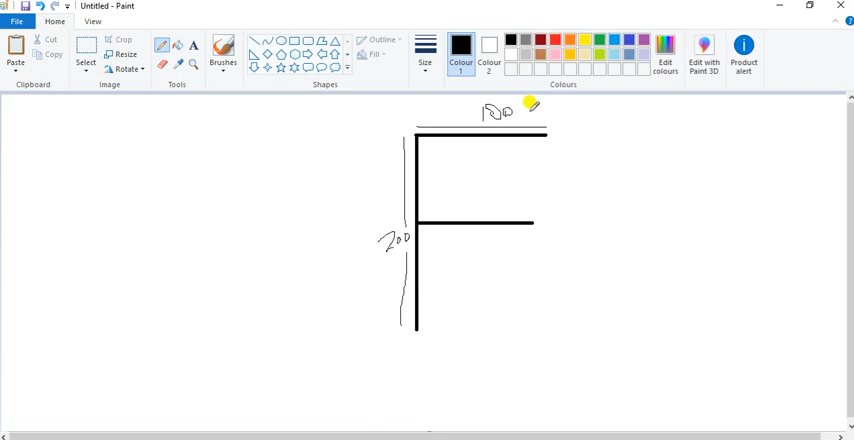 Untitled - Paint
File
Home
View
Paste
Cut
Copy
Clipboard
Select
Crop
Resize
Rotate
Image
A
Tools
Brushes
Outline
Fill
Shapes
Size
Colour 1
Colour 2
Edit colours
Colours
Edit with Paint 3D
Product alert
100
200
F